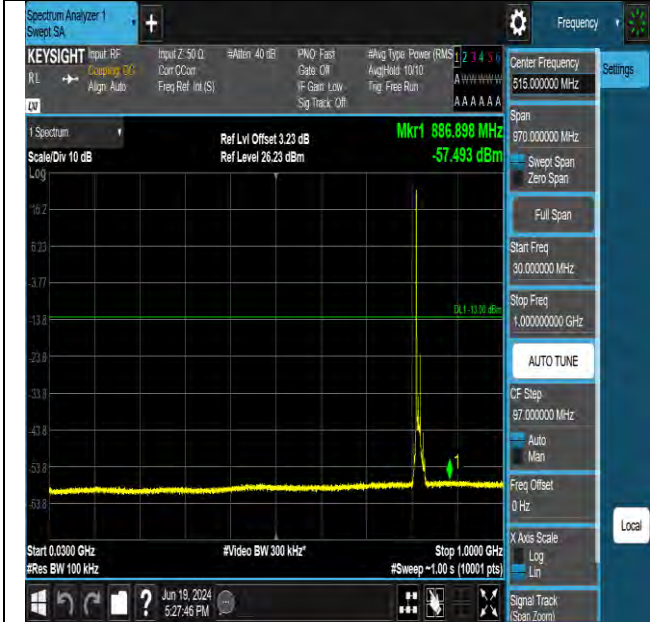 Spectrum Analyzer 1
Swept SA
Frequency
KEYSIGHT
RL
Input: RF
Coupling: DC
Align: Auto
Input Z: 50 Ω
Corr CCorr
Freq Ref: Int (S)
#Atten: 40 dB
PNO: Fast
Gate: Off
IF Gain: Low
Sig Track: Off
#Avg Type: Power (RMS
Avg|Hold: 10/10
Trig: Free Run
1 2 3 4 5 6
A W W W W W
A A A A A A
LXI
1 Spectrum
Scale/Div 10 dB
Ref Lvl Offset 3.23 dB
Ref Level 26.23 dBm
Mkr1 886.898 MHz
-57.493 dBm
Log
16.2
6.23
-3.77
-13.8
-23.8
-33.8
-43.8
-53.8
-63.8
DL1 -13.00 dBm
1
Start 0.0300 GHz
#Res BW 100 kHz
#Video BW 300 kHz*
Stop 1.0000 GHz
#Sweep ~1.00 s (10001 pts)
?
Jun 19, 2024
5:27:46 PM
Center Frequency
515.000000 MHz
Span
970.000000 MHz
Swept Span
Zero Span
Full Span
Start Freq
30.000000 MHz
Stop Freq
1.000000000 GHz
AUTO TUNE
CF Step
97.000000 MHz
Auto
Man
Freq Offset
0 Hz
X Axis Scale
Log
Lin
Signal Track
(Span Zoom)
Settings
Local